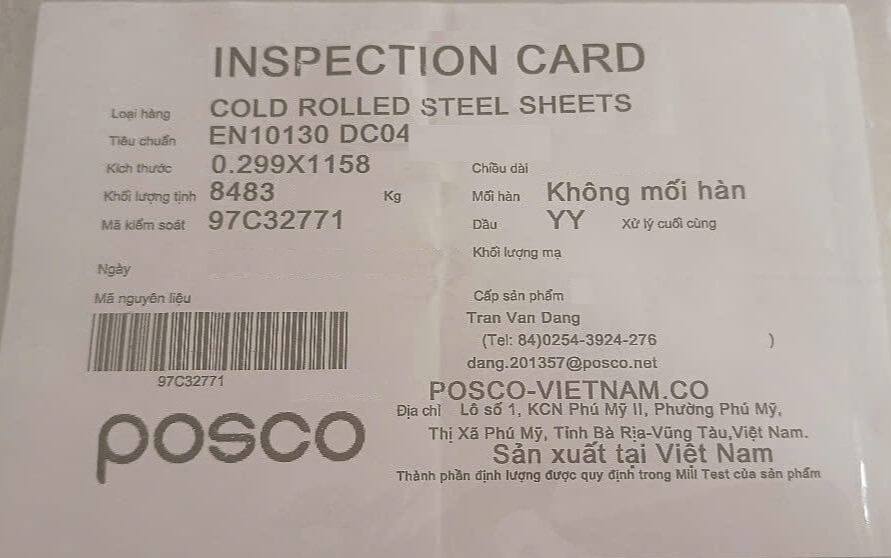 INSPECTION CARD
Loại hàng COLD ROLLED STEEL SHEETS
Tiêu chuẩn EN10130 DC04
Kích thước 0.299X1158 Chiều dài
Khối lượng tịnh 8483 Kg Mối hàn Không mối hàn
Mã kiểm soát 97C32771 Dầu YY Xử lý cuối cùng
Khối lượng mạ
Ngày
Mã nguyên liệu Cấp sản phẩm
Tran Van Dang
(Tel: 84)0254-3924-276 )
dang.201357@posco.net
97C32771
POSCO-VIETNAM.CO
Địa chỉ Lô số 1, KCN Phú Mỹ II, Phường Phú Mỹ,
Thị Xã Phú Mỹ, Tỉnh Bà Rịa-Vũng Tàu,Việt Nam.
posco
Sản xuất tại Việt Nam
Thành phần định lượng được quy định trong Mill Test của sản phẩm